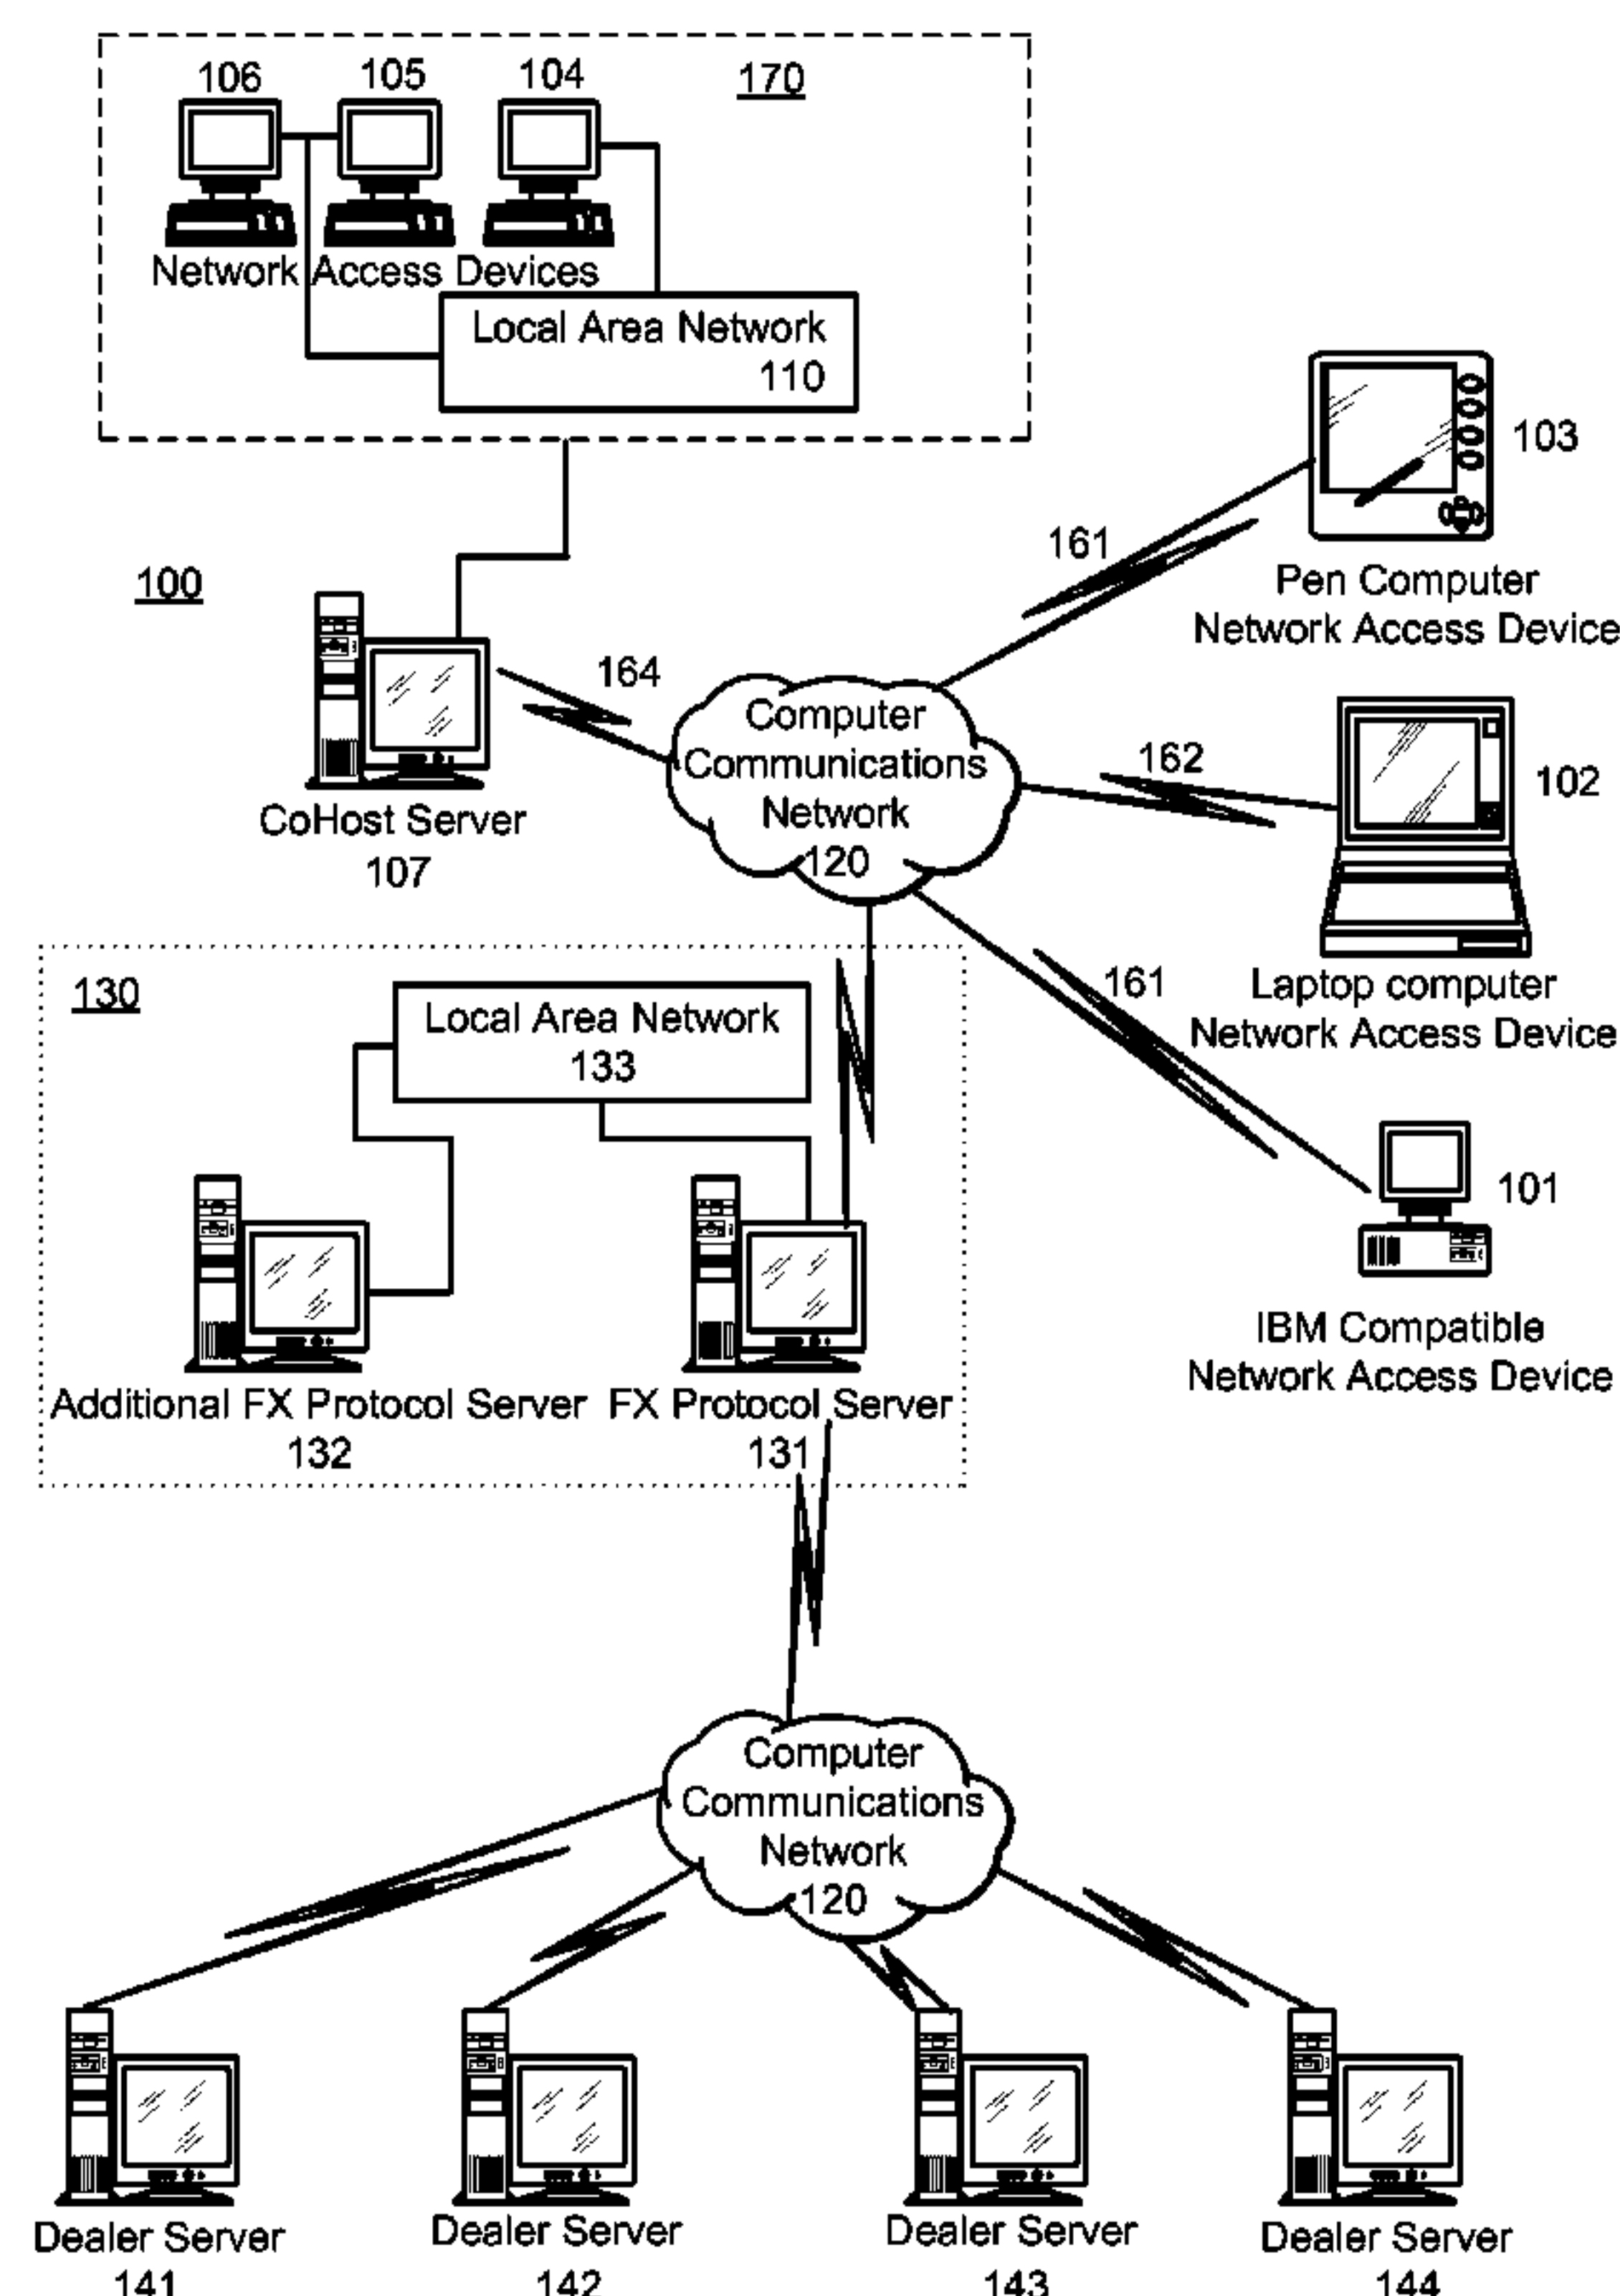 106
105
104
170
Network Access Devices
Local Area Network
110
103
161
Pen Computer
Network Access Device
100
164
Computer
Communications
Network
120
CoHost Server
107
162
102
Laptop computer
Network Access Device
130
Local Area Network
133
161
101
IBM Compatible
Network Access Device
Additional FX Protocol Server
132
FX Protocol Server
131
Computer
Communications
Network
120
Dealer Server
141
Dealer Server
142
Dealer Server
143
Dealer Server
144